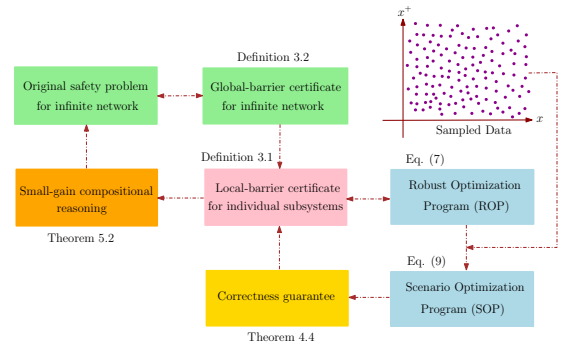 x⁺
Definition 3.2
Original safety problem
for infinite network
Global-barrier certificate
for infinite network
x
Sampled Data
Definition 3.1
Eq. (7)
Small-gain compositional
reasoning
Local-barrier certificate
for individual subsystems
Robust Optimization
Program (ROP)
Theorem 5.2
Eq. (9)
Correctness guarantee
Scenario Optimization
Program (SOP)
Theorem 4.4